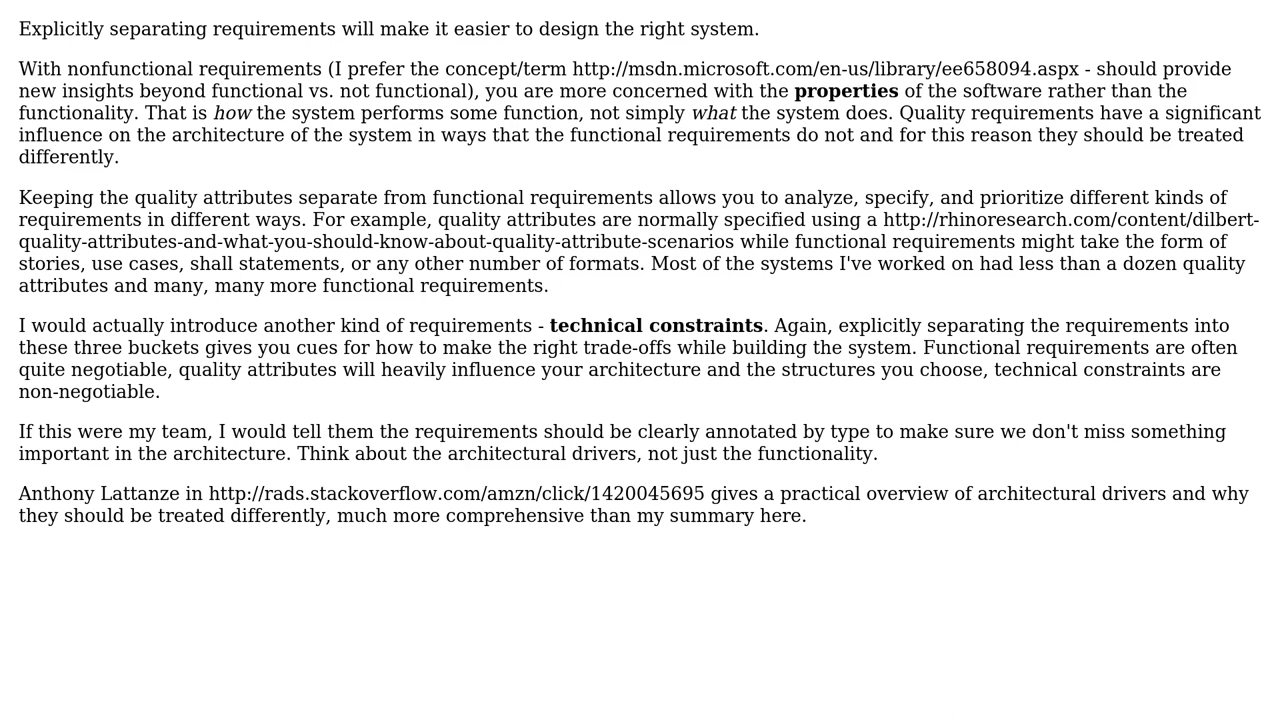 Explicitly separating requirements will make it easier to design the right system.
With nonfunctional requirements (I prefer the concept/term http://msdn.microsoft.com/en-us/library/ee658094.aspx - should provide
new insights beyond functional vs. not functional), you are more concerned with the properties of the software rather than the
functionality. That is how the system performs some function, not simply what the system does. Quality requirements have a significant
influence on the architecture of the system in ways that the functional requirements do not and for this reason they should be treated
differently.
Keeping the quality attributes separate from functional requirements allows you to analyze, specify, and prioritize different kinds of
requirements in different ways. For example, quality attributes are normally specified using a http://rhinoresearch.com/content/dilbert-
quality-attributes-and-what-you-should-know-about-quality-attribute-scenarios while functional requirements might take the form of
stories, use cases, shall statements, or any other number of formats. Most of the systems I've worked on had less than a dozen quality
attributes and many, many more functional requirements.
I would actually introduce another kind of requirements - technical constraints. Again, explicitly separating the requirements into
these three buckets gives you cues for how to make the right trade-offs while building the system. Functional requirements are often
quite negotiable, quality attributes will heavily influence your architecture and the structures you choose, technical constraints are
non-negotiable.
If this were my team, I would tell them the requirements should be clearly annotated by type to make sure we don't miss something
important in the architecture. Think about the architectural drivers, not just the functionality.
Anthony Lattanze in http://rads.stackoverflow.com/amzn/click/1420045695 gives a practical overview of architectural drivers and why
they should be treated differently, much more comprehensive than my summary here.